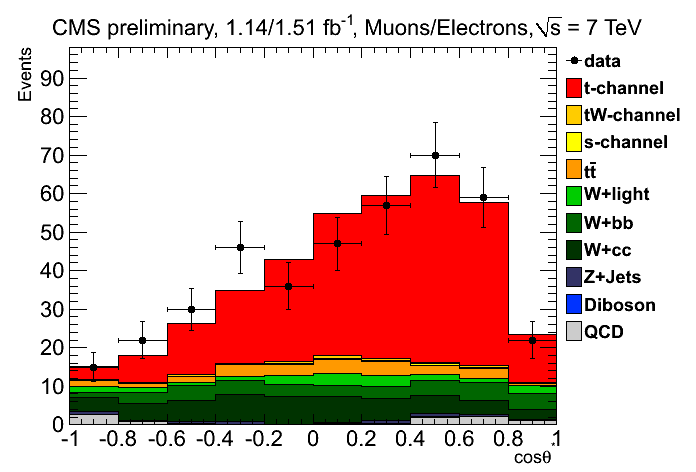 CMS preliminary, 1.14/1.51 fb⁻¹, Muons/Electrons, √s = 7 TeV
Events
90
80
70
60
50
40
30
20
10
0
-1 -0.8 -0.6 -0.4 -0.2 0 0.2 0.4 0.6 0.8 1
cosθ*
data
t-channel
tW-channel
s-channel
tt̄
W+light
W+bb
W+cc
Z+Jets
Diboson
QCD